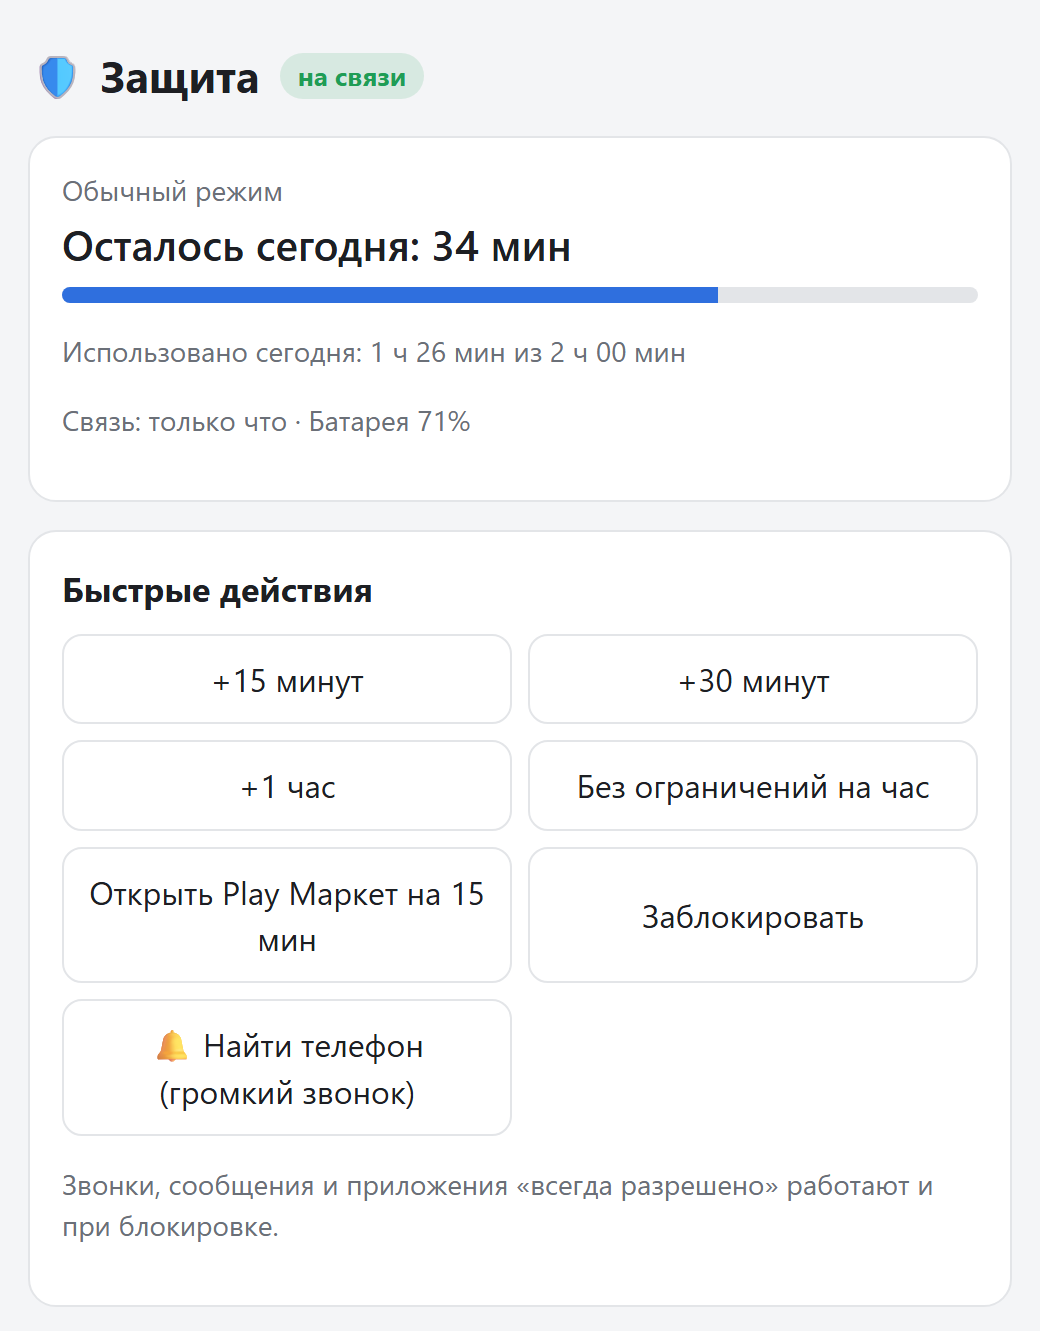 Защита
на связи
Обычный режим
Осталось сегодня: 34 мин
Использовано сегодня: 1 ч 26 мин из 2 ч 00 мин
Связь: только что · Батарея 71%
Быстрые действия
+15 минут
+30 минут
+1 час
Без ограничений на час
Открыть Play Маркет на 15
мин
Заблокировать
Найти телефон
(громкий звонок)
Звонки, сообщения и приложения «всегда разрешено» работают и
при блокировке.